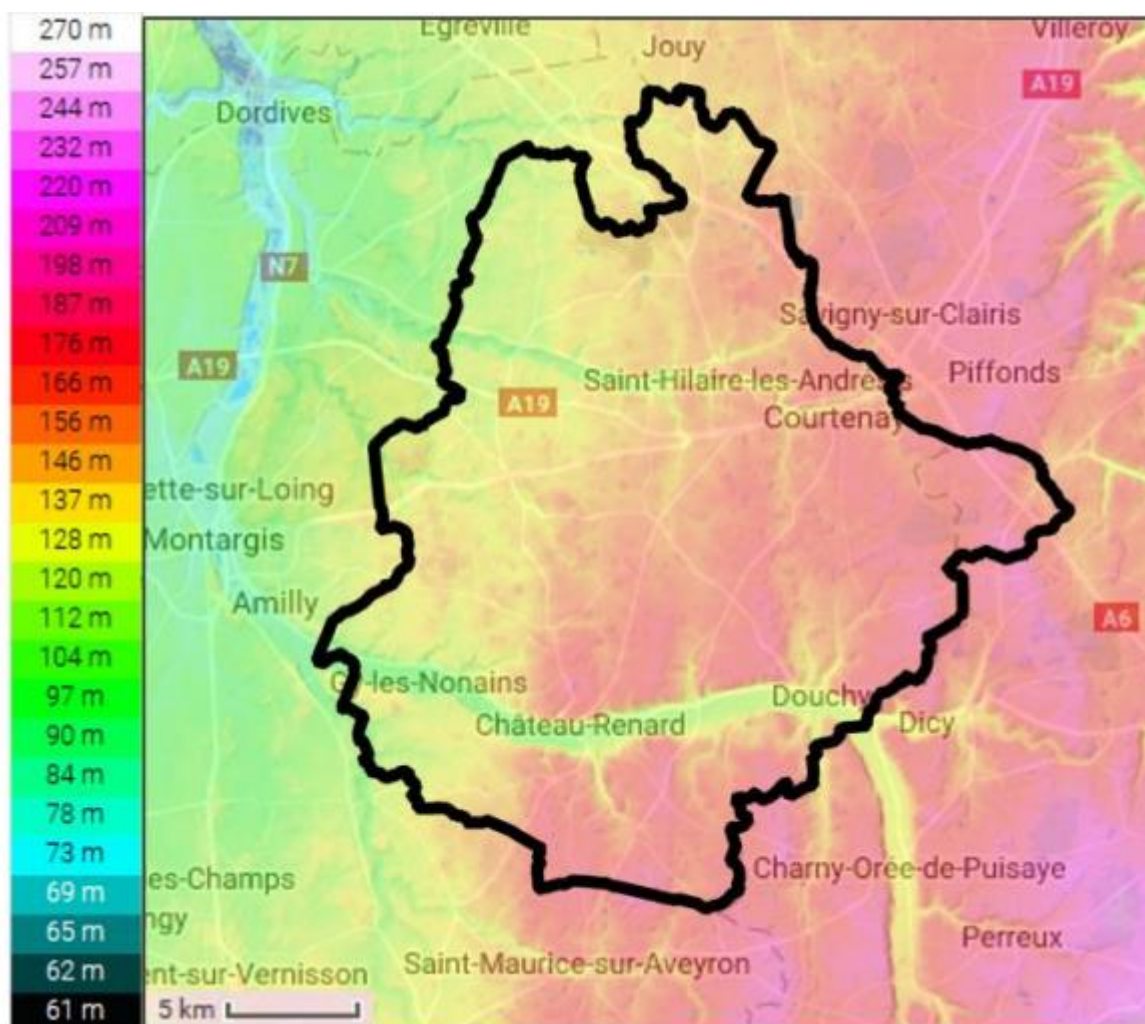 270 m
257 m
244 m
232 m
220 m
209 m
198 m
187 m
176 m
166 m
156 m
146 m
137 m
128 m
120 m
112 m
104 m
97 m
90 m
84 m
78 m
73 m
69 m
65 m
62 m
61 m
Egreville
Jouy
Villeroy
A19
Dordives
N7
Savigny-sur-Clairis
A19
Saint-Hilaire-les-Andrésis
Piffonds
A19
Courtenay
ette-sur-Loing
Montargis
Amilly
A6
Gy-les-Nonains
Douchy
Château-Renard
Dicy
es-Champs
Charny-Orée-de-Puisaye
ngy
Perreux
Saint-Maurice-sur-Aveyron
ent-sur-Vernisson
5 km